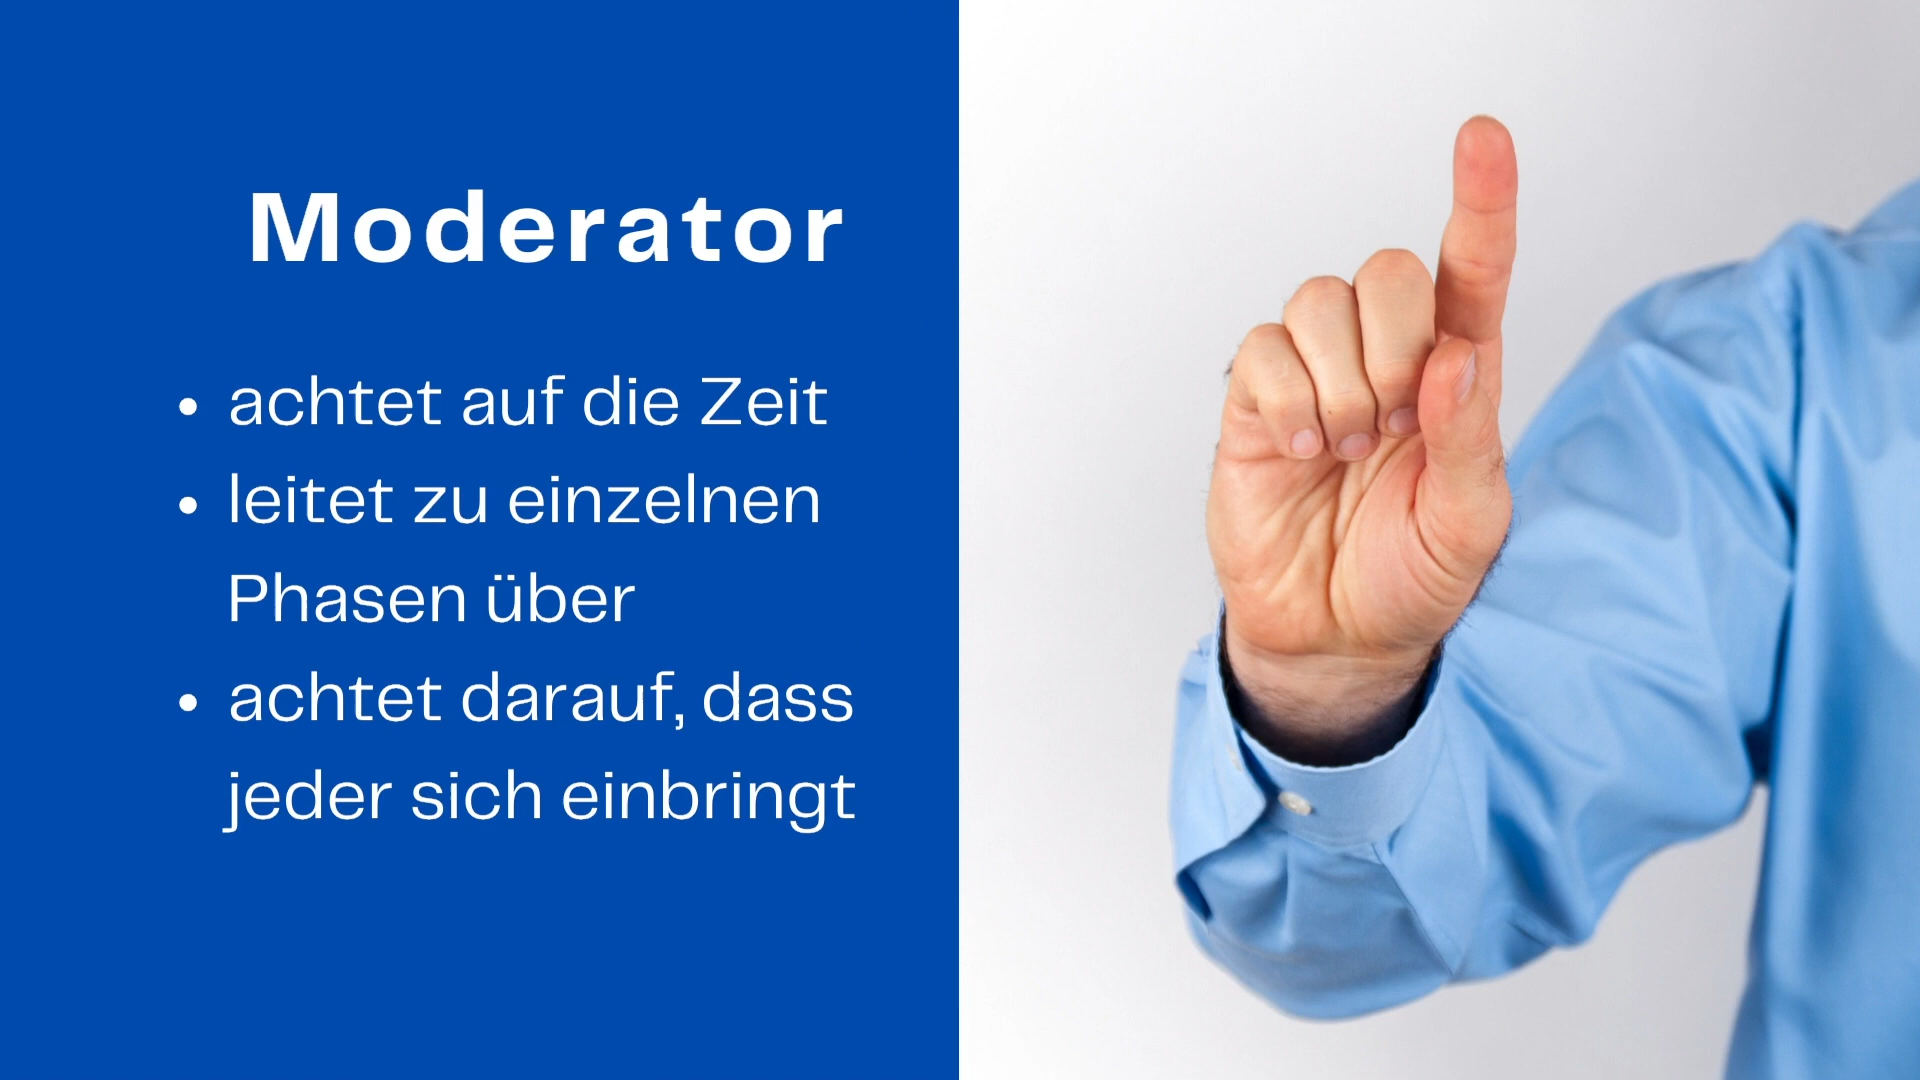 Moderator
• achtet auf die Zeit
• leitet zu einzelnen
Phasen über
• achtet darauf, dass
jeder sich einbringt